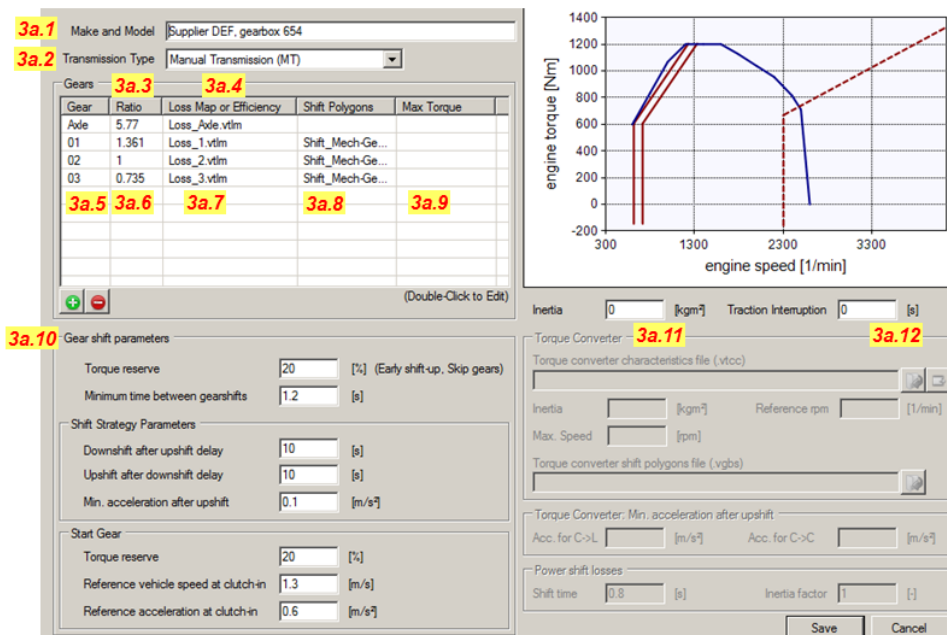 3a.1 Make and Model Supplier DEF, gearbox 654
3a.2 Transmission Type Manual Transmission (MT)
Gears 3a.3 3a.4
Gear Ratio Loss Map or Efficiency Shift Polygons Max Torque
Axle 5.77 Loss_Axle.vtlm
01 1.361 Loss_1.vtlm Shift_Mech-Ge...
02 1 Loss_2.vtlm Shift_Mech-Ge...
03 0.735 Loss_3.vtlm Shift_Mech-Ge...
3a.5 3a.6 3a.7 3a.8 3a.9
(Double-Click to Edit)
3a.10 Gear shift parameters
Torque reserve 20 [%] (Early shift-up, Skip gears)
Minimum time between gearshifts 1.2 [s]
Shift Strategy Parameters
Downshift after upshift delay 10 [s]
Upshift after downshift delay 10 [s]
Min. acceleration after upshift 0.1 [m/s²]
Start Gear
Torque reserve 20 [%]
Reference vehicle speed at clutch-in 1.3 [m/s]
Reference acceleration at clutch-in 0.6 [m/s²]
engine torque [Nm]
1400
1200
1000
800
600
400
200
0
-200
300 1300 2300 3300
engine speed [1/min]
Inertia 0 [kgm²] Traction Interruption 0 [s]
3a.11 3a.12
Torque Converter
Torque converter characteristics file (.vtcc)
Inertia [kgm²] Reference rpm [1/min]
Max. Speed [rpm]
Torque converter shift polygons file (.vgbs)
Torque Converter: Min. acceleration after upshift
Acc. for C->L [m/s²] Acc. for C->C [m/s²]
Power shift losses
Shift time 0.8 [s] Inertia factor 1 [-]
Save Cancel